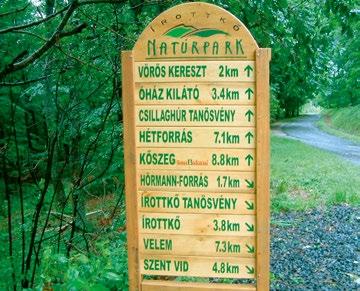 ÍROTTKŐ
NATÚRPARK
VÖRÖS KERESZT 2km ↑
ÓHÁZ KILÁTÓ 3.4km ↑
CSILLAGHÚR TANÖSVÉNY ↑
HÉTFORRÁS 7.1km ↑
KŐSZEG 8.8km ↑
HÖRMANN-FORRÁS 1.7km ↘
ÍROTTKŐ TANÖSVÉNY ↘
ÍROTTKŐ 3.8km ↘
VELEM 7.3km ↘
SZENT VID 4.8km ↘